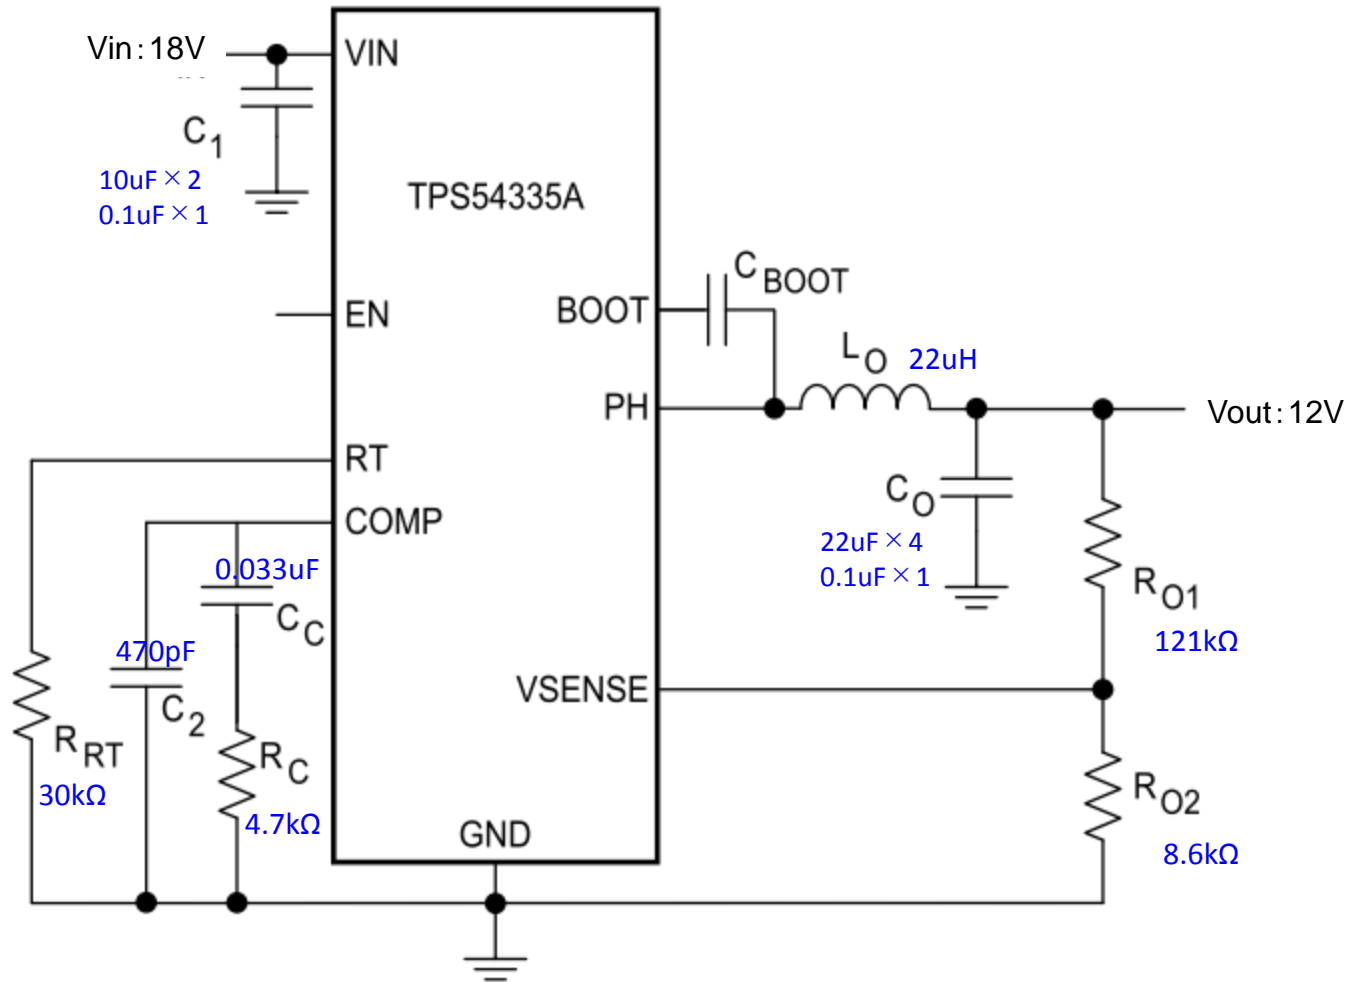 Vin:18V
VIN
C1
10uF×2
0.1uF×1
TPS54335A
CBOOT
EN
BOOT
LO 22uH
PH
Vout:12V
RT
CO
COMP
22uF×4
0.1uF×1
0.033uF
CC
RO1
121kΩ
470pF
C2
VSENSE
RRT
30kΩ
RC
4.7kΩ
RO2
8.6kΩ
GND